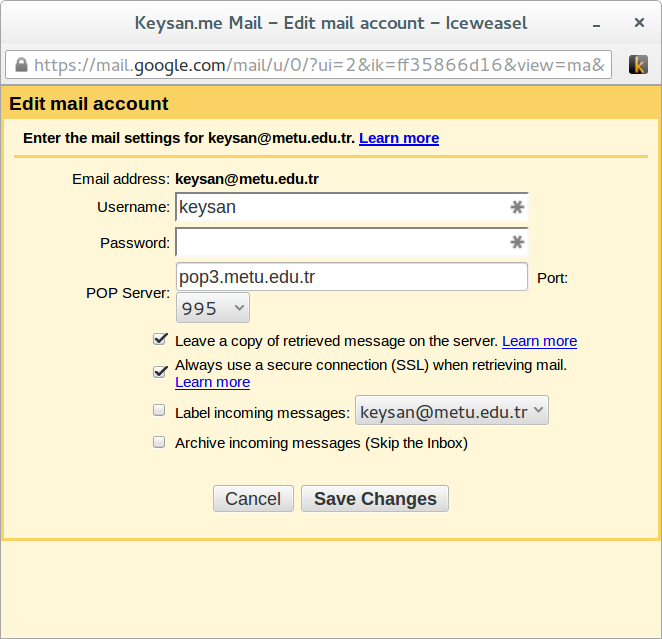 Keysan.me Mail – Edit mail account – Iceweasel
https://mail.google.com/mail/u/0/?ui=2&ik=ff35866d16&view=ma&
Edit mail account
Enter the mail settings for keysan@metu.edu.tr. Learn more
Email address: keysan@metu.edu.tr
Username: keysan
Password:
POP Server: pop3.metu.edu.tr Port:
995
Leave a copy of retrieved message on the server. Learn more
Always use a secure connection (SSL) when retrieving mail.
Learn more
Label incoming messages: keysan@metu.edu.tr
Archive incoming messages (Skip the Inbox)
Cancel Save Changes